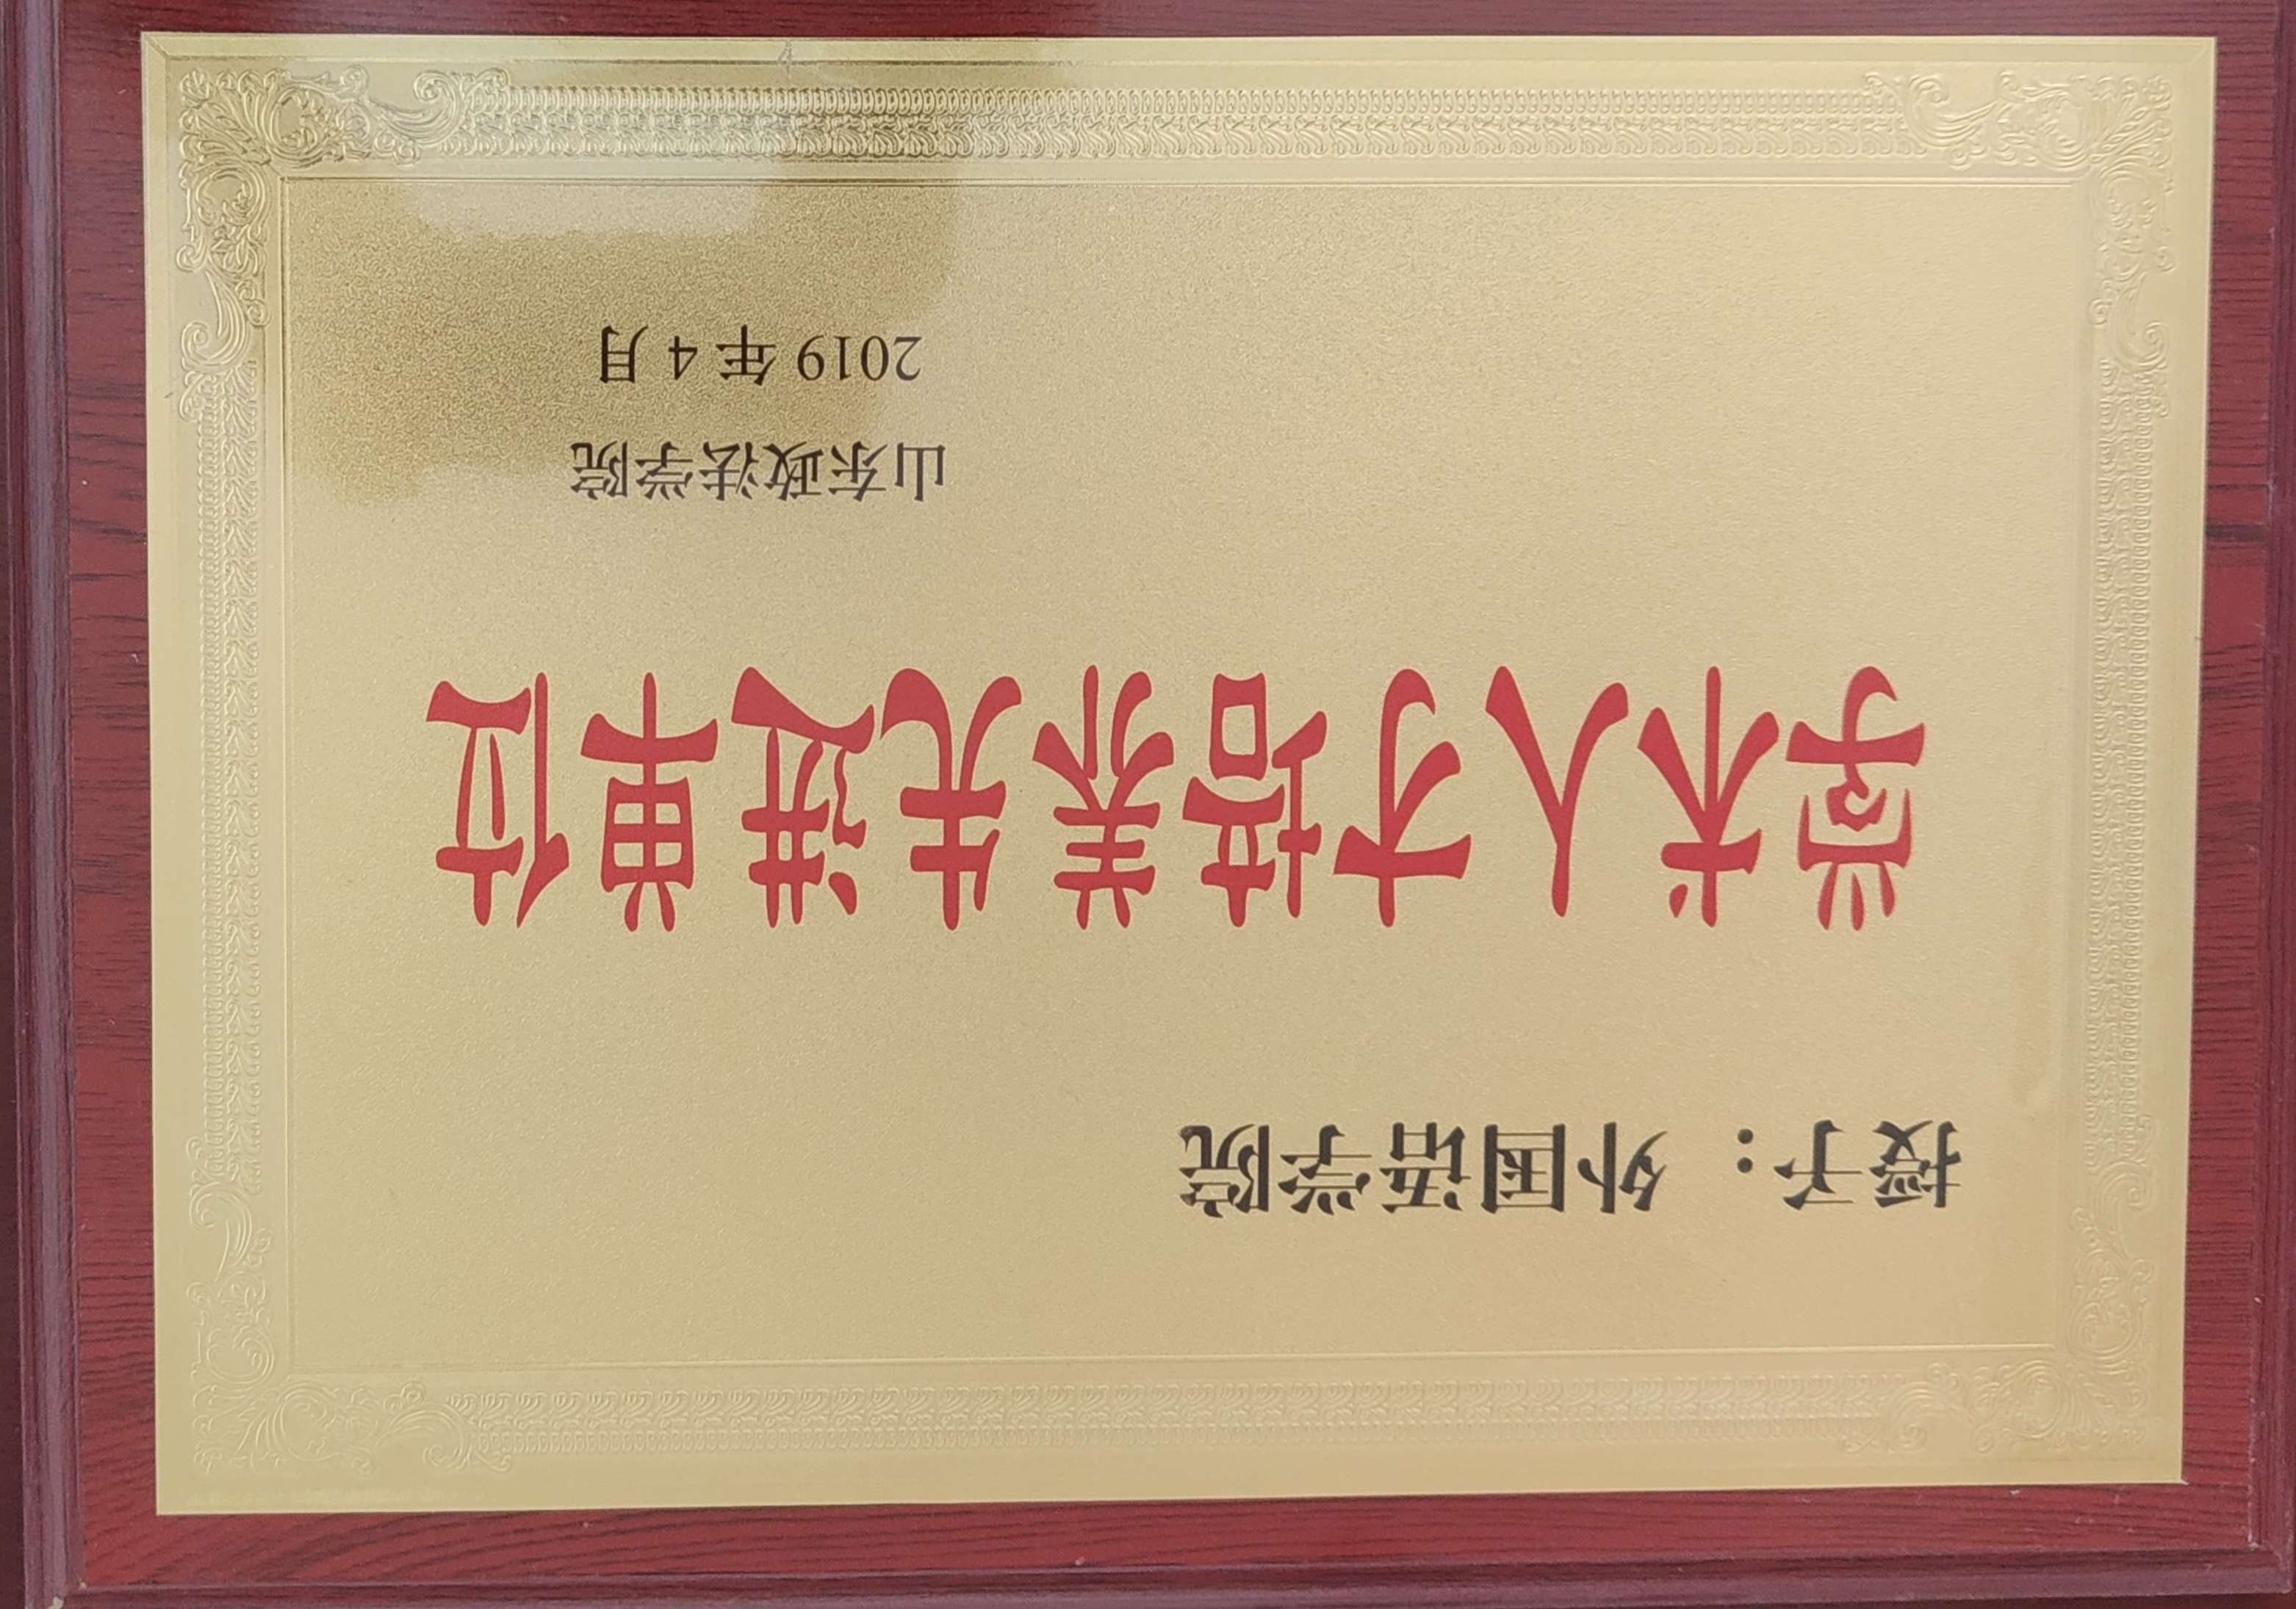 授予：外国语学院
学术人才培养先进单位
山东政法学院
2019年4月